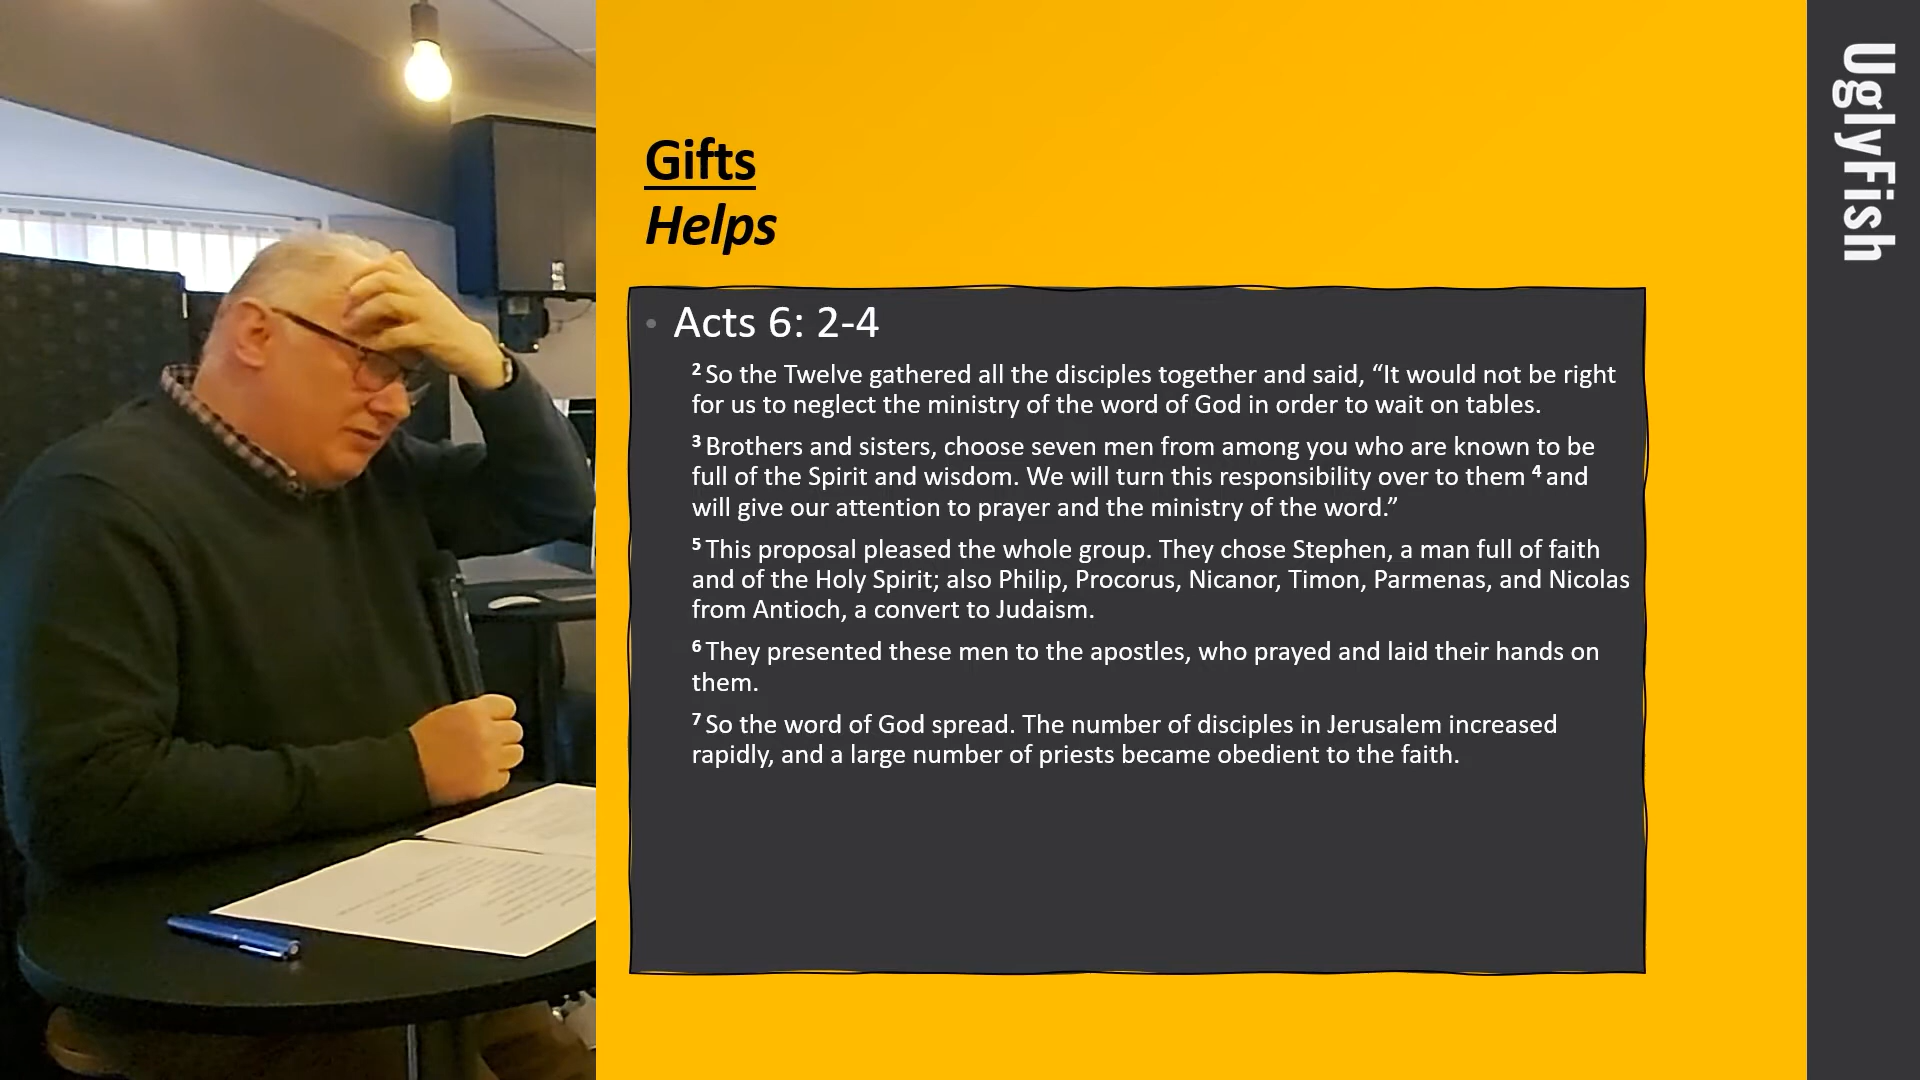 Gifts
Helps
• Acts 6: 2-4
2 So the Twelve gathered all the disciples together and said, “It would not be right
for us to neglect the ministry of the word of God in order to wait on tables.
3 Brothers and sisters, choose seven men from among you who are known to be
full of the Spirit and wisdom. We will turn this responsibility over to them 4 and
will give our attention to prayer and the ministry of the word.”
5 This proposal pleased the whole group. They chose Stephen, a man full of faith
and of the Holy Spirit; also Philip, Procorus, Nicanor, Timon, Parmenas, and Nicolas
from Antioch, a convert to Judaism.
6 They presented these men to the apostles, who prayed and laid their hands on
them.
7 So the word of God spread. The number of disciples in Jerusalem increased
rapidly, and a large number of priests became obedient to the faith.
UglyFish